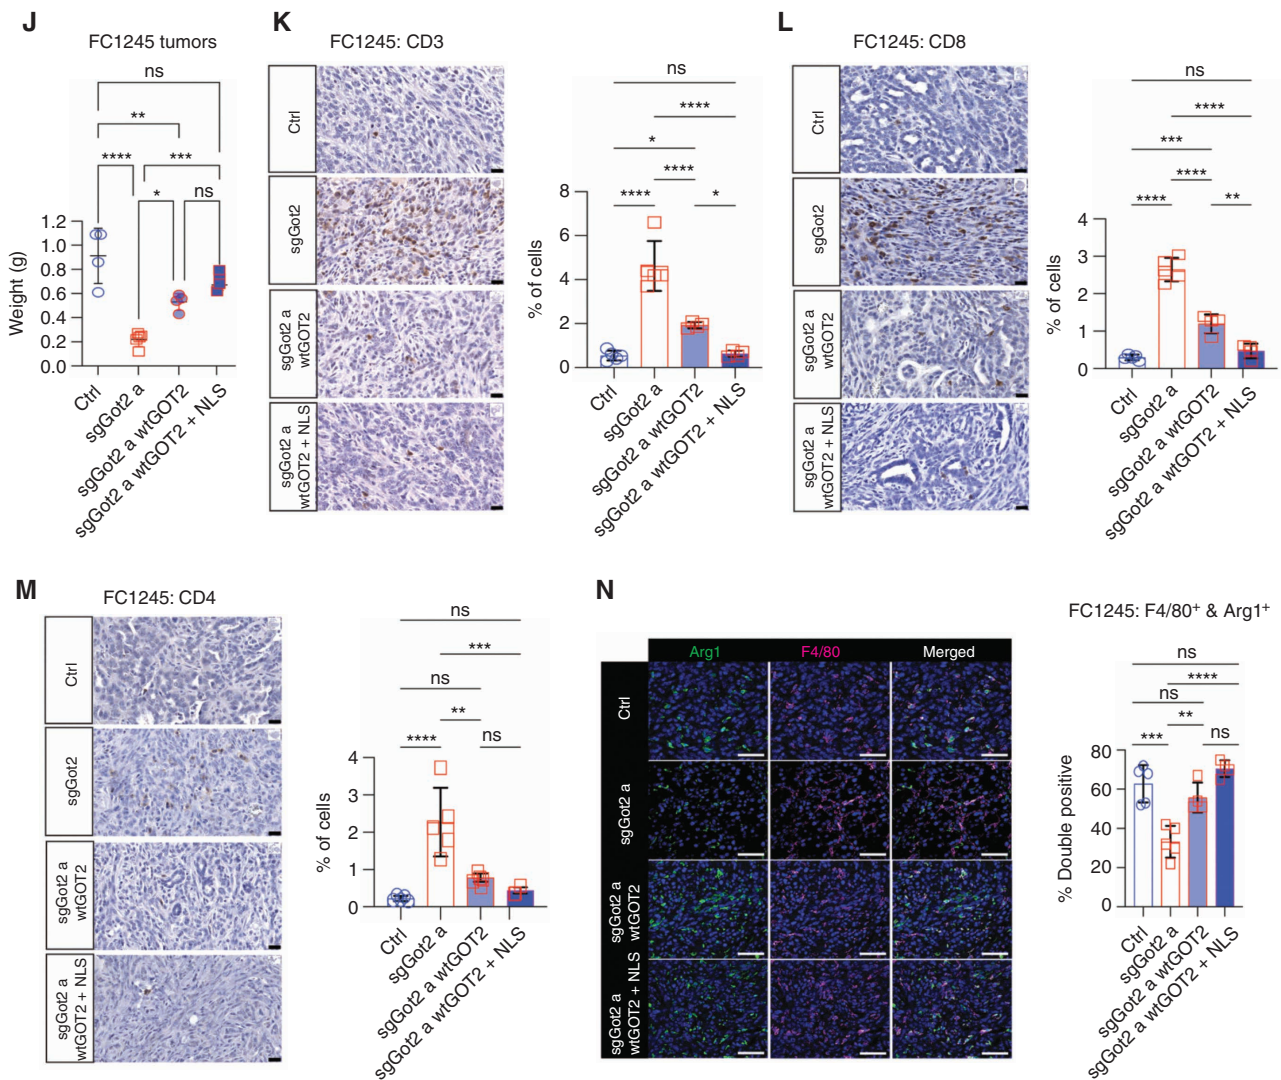 J
FC1245 tumors
ns
**
**** ***
* ns
Weight (g)
1.2
1.0
0.8
0.6
0.4
0.2
0.0
Ctrl
sgGot2 a
sgGot2 a wtGOT2
sgGot2 a wtGOT2 + NLS
K
FC1245: CD3
Ctrl
sgGot2
sgGot2 a
wtGOT2
sgGot2 a
wtGOT2 + NLS
ns
****
*
****
**** *
% of cells
8
6
4
2
0
Ctrl
sgGot2 a
sgGot2 a wtGOT2
sgGot2 a wtGOT2 + NLS
L
FC1245: CD8
Ctrl
sgGot2
sgGot2 a
wtGOT2
sgGot2 a
wtGOT2 + NLS
ns
****
***
****
**** **
% of cells
4
3
2
1
0
Ctrl
sgGot2 a
sgGot2 a wtGOT2
sgGot2 a wtGOT2 + NLS
M
FC1245: CD4
Ctrl
sgGot2
sgGot2 a
wtGOT2
sgGot2 a
wtGOT2 + NLS
ns
***
ns
**
**** ns
% of cells
4
3
2
1
0
Ctrl
sgGot2 a
sgGot2 a wtGOT2
sgGot2 a wtGOT2 + NLS
N
Arg1 F4/80 Merged
Ctrl
sgGot2 a
sgGot2 a
wtGOT2
sgGot2 a
wtGOT2 + NLS
FC1245: F4/80⁺ & Arg1⁺
ns
****
ns
**
*** ns
% Double positive
80
60
40
20
0
Ctrl
sgGot2 a
sgGot2 a wtGOT2
sgGot2 a wtGOT2 + NLS